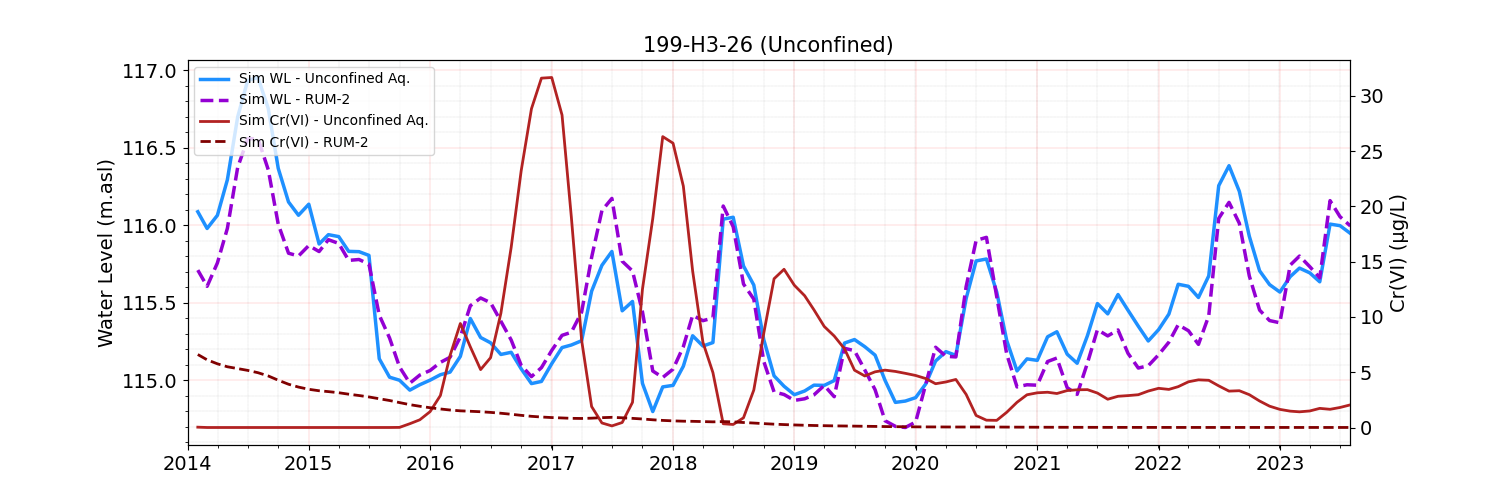 199-H3-26 (Unconfined)
Sim WL - Unconfined Aq.
Sim WL - RUM-2
Sim Cr(VI) - Unconfined Aq.
Sim Cr(VI) - RUM-2
Water Level (m.asl)
117.0
116.5
116.0
115.5
115.0
30
25
20
15
10
5
0
Cr(VI) (µg/L)
2014 2015 2016 2017 2018 2019 2020 2021 2022 2023